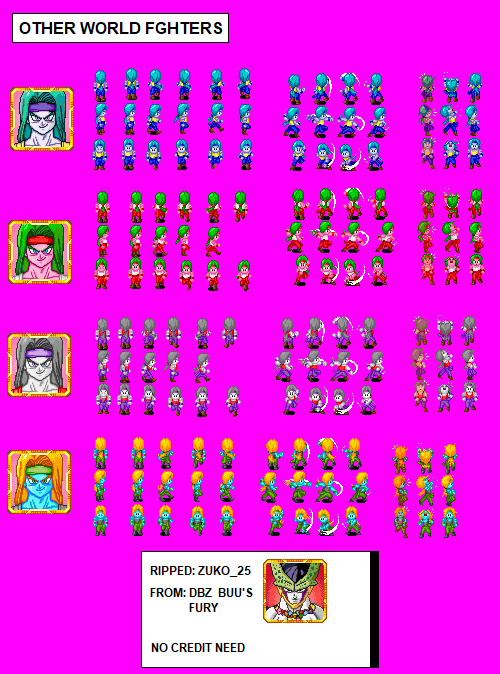 OTHER WORLD FGHTERS
RIPPED: ZUKO_25
FROM: DBZ BUU'S
FURY
NO CREDIT NEED